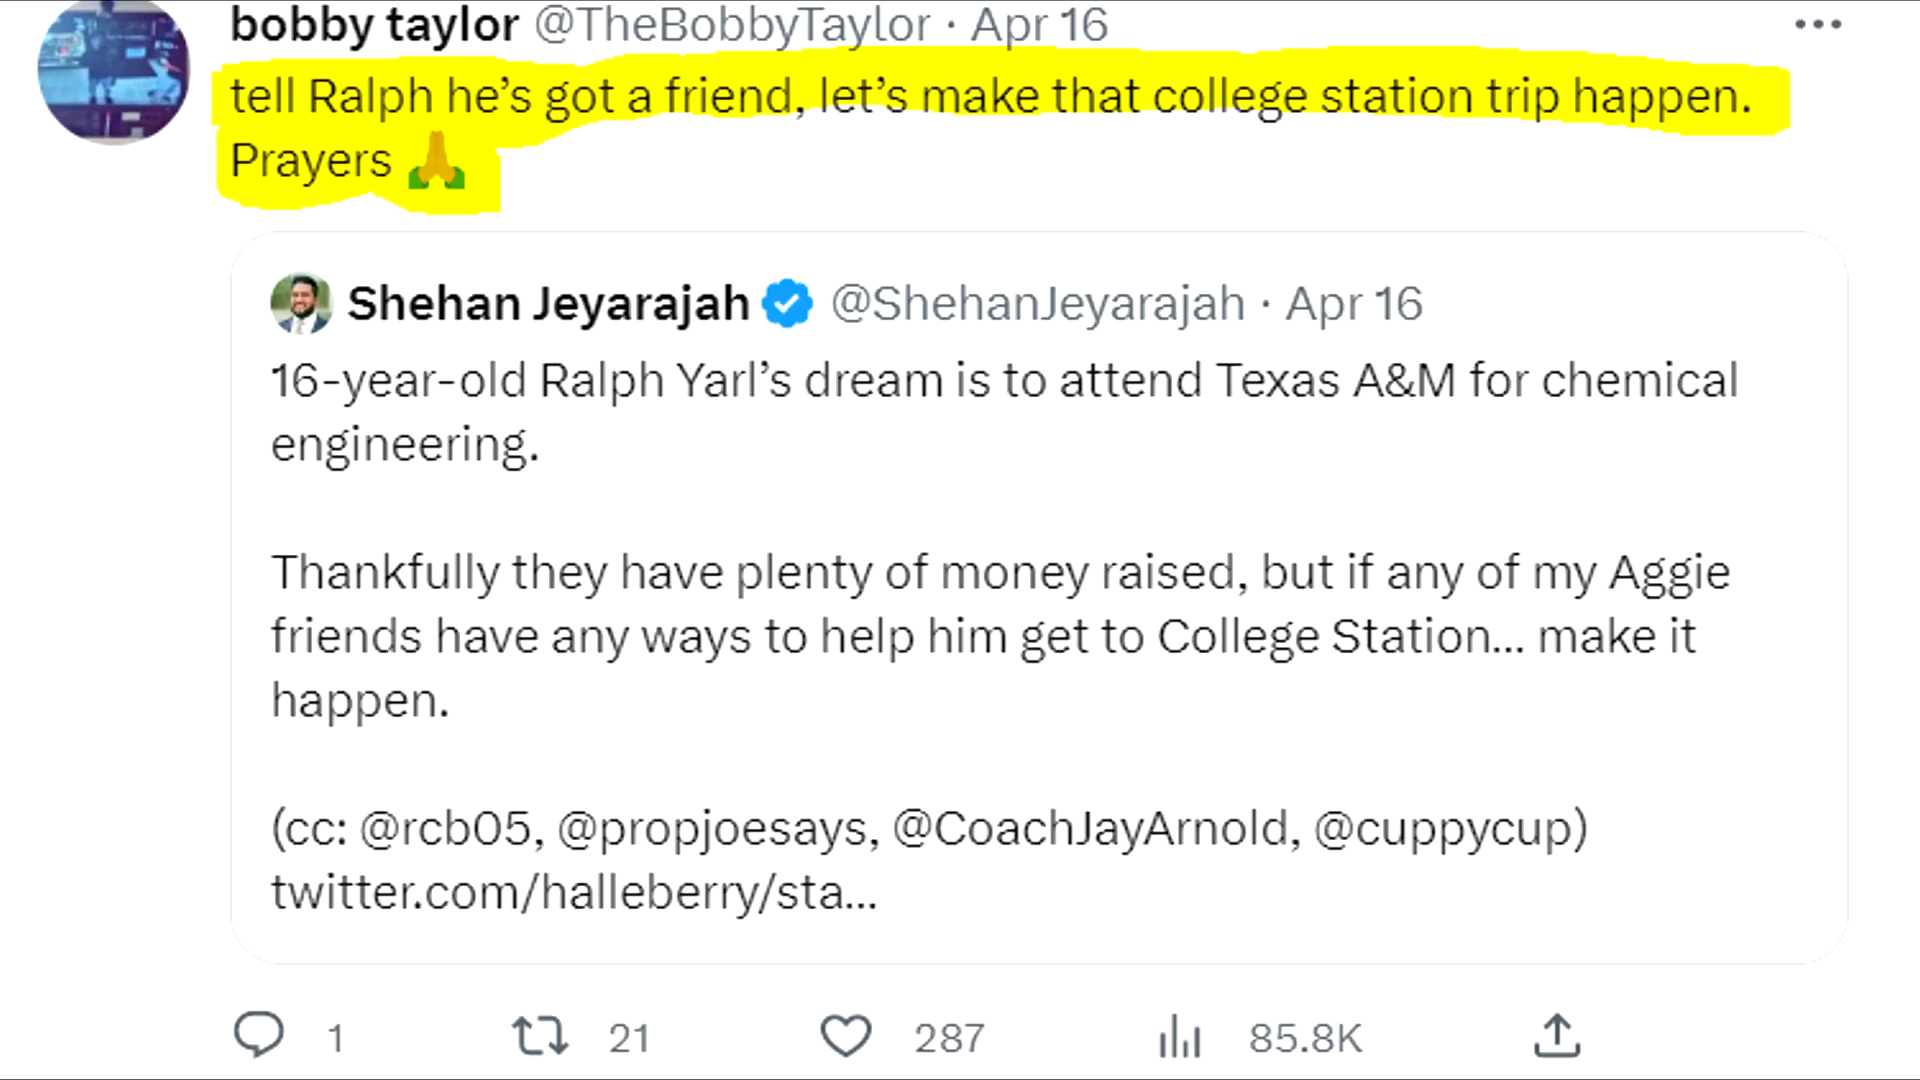 bobby taylor @TheBobbyTaylor · Apr 16
tell Ralph he’s got a friend, let’s make that college station trip happen.
Prayers 🙏
Shehan Jeyarajah @ShehanJeyarajah · Apr 16
16-year-old Ralph Yarl’s dream is to attend Texas A&M for chemical
engineering.
Thankfully they have plenty of money raised, but if any of my Aggie
friends have any ways to help him get to College Station... make it
happen.
(cc: @rcb05, @propjoesays, @CoachJayArnold, @cuppycup)
twitter.com/halleberry/sta...
1 21 287 85.8K